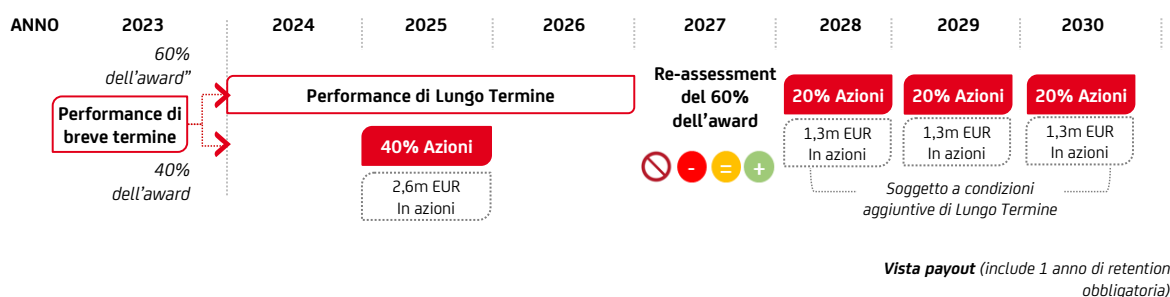 ANNO 2023 2024 2025 2026 2027 2028 2029 2030
60%
dell'award”
Performance di
breve termine
40%
dell'award
Performance di Lungo Termine
40% Azioni
2,6m EUR
In azioni
Re-assessment
del 60%
dell'award
- = +
20% Azioni 20% Azioni 20% Azioni
1,3m EUR 1,3m EUR 1,3m EUR
In azioni In azioni In azioni
Soggetto a condizioni
aggiuntive di Lungo Termine
Vista payout (include 1 anno di retention
obbligatoria)